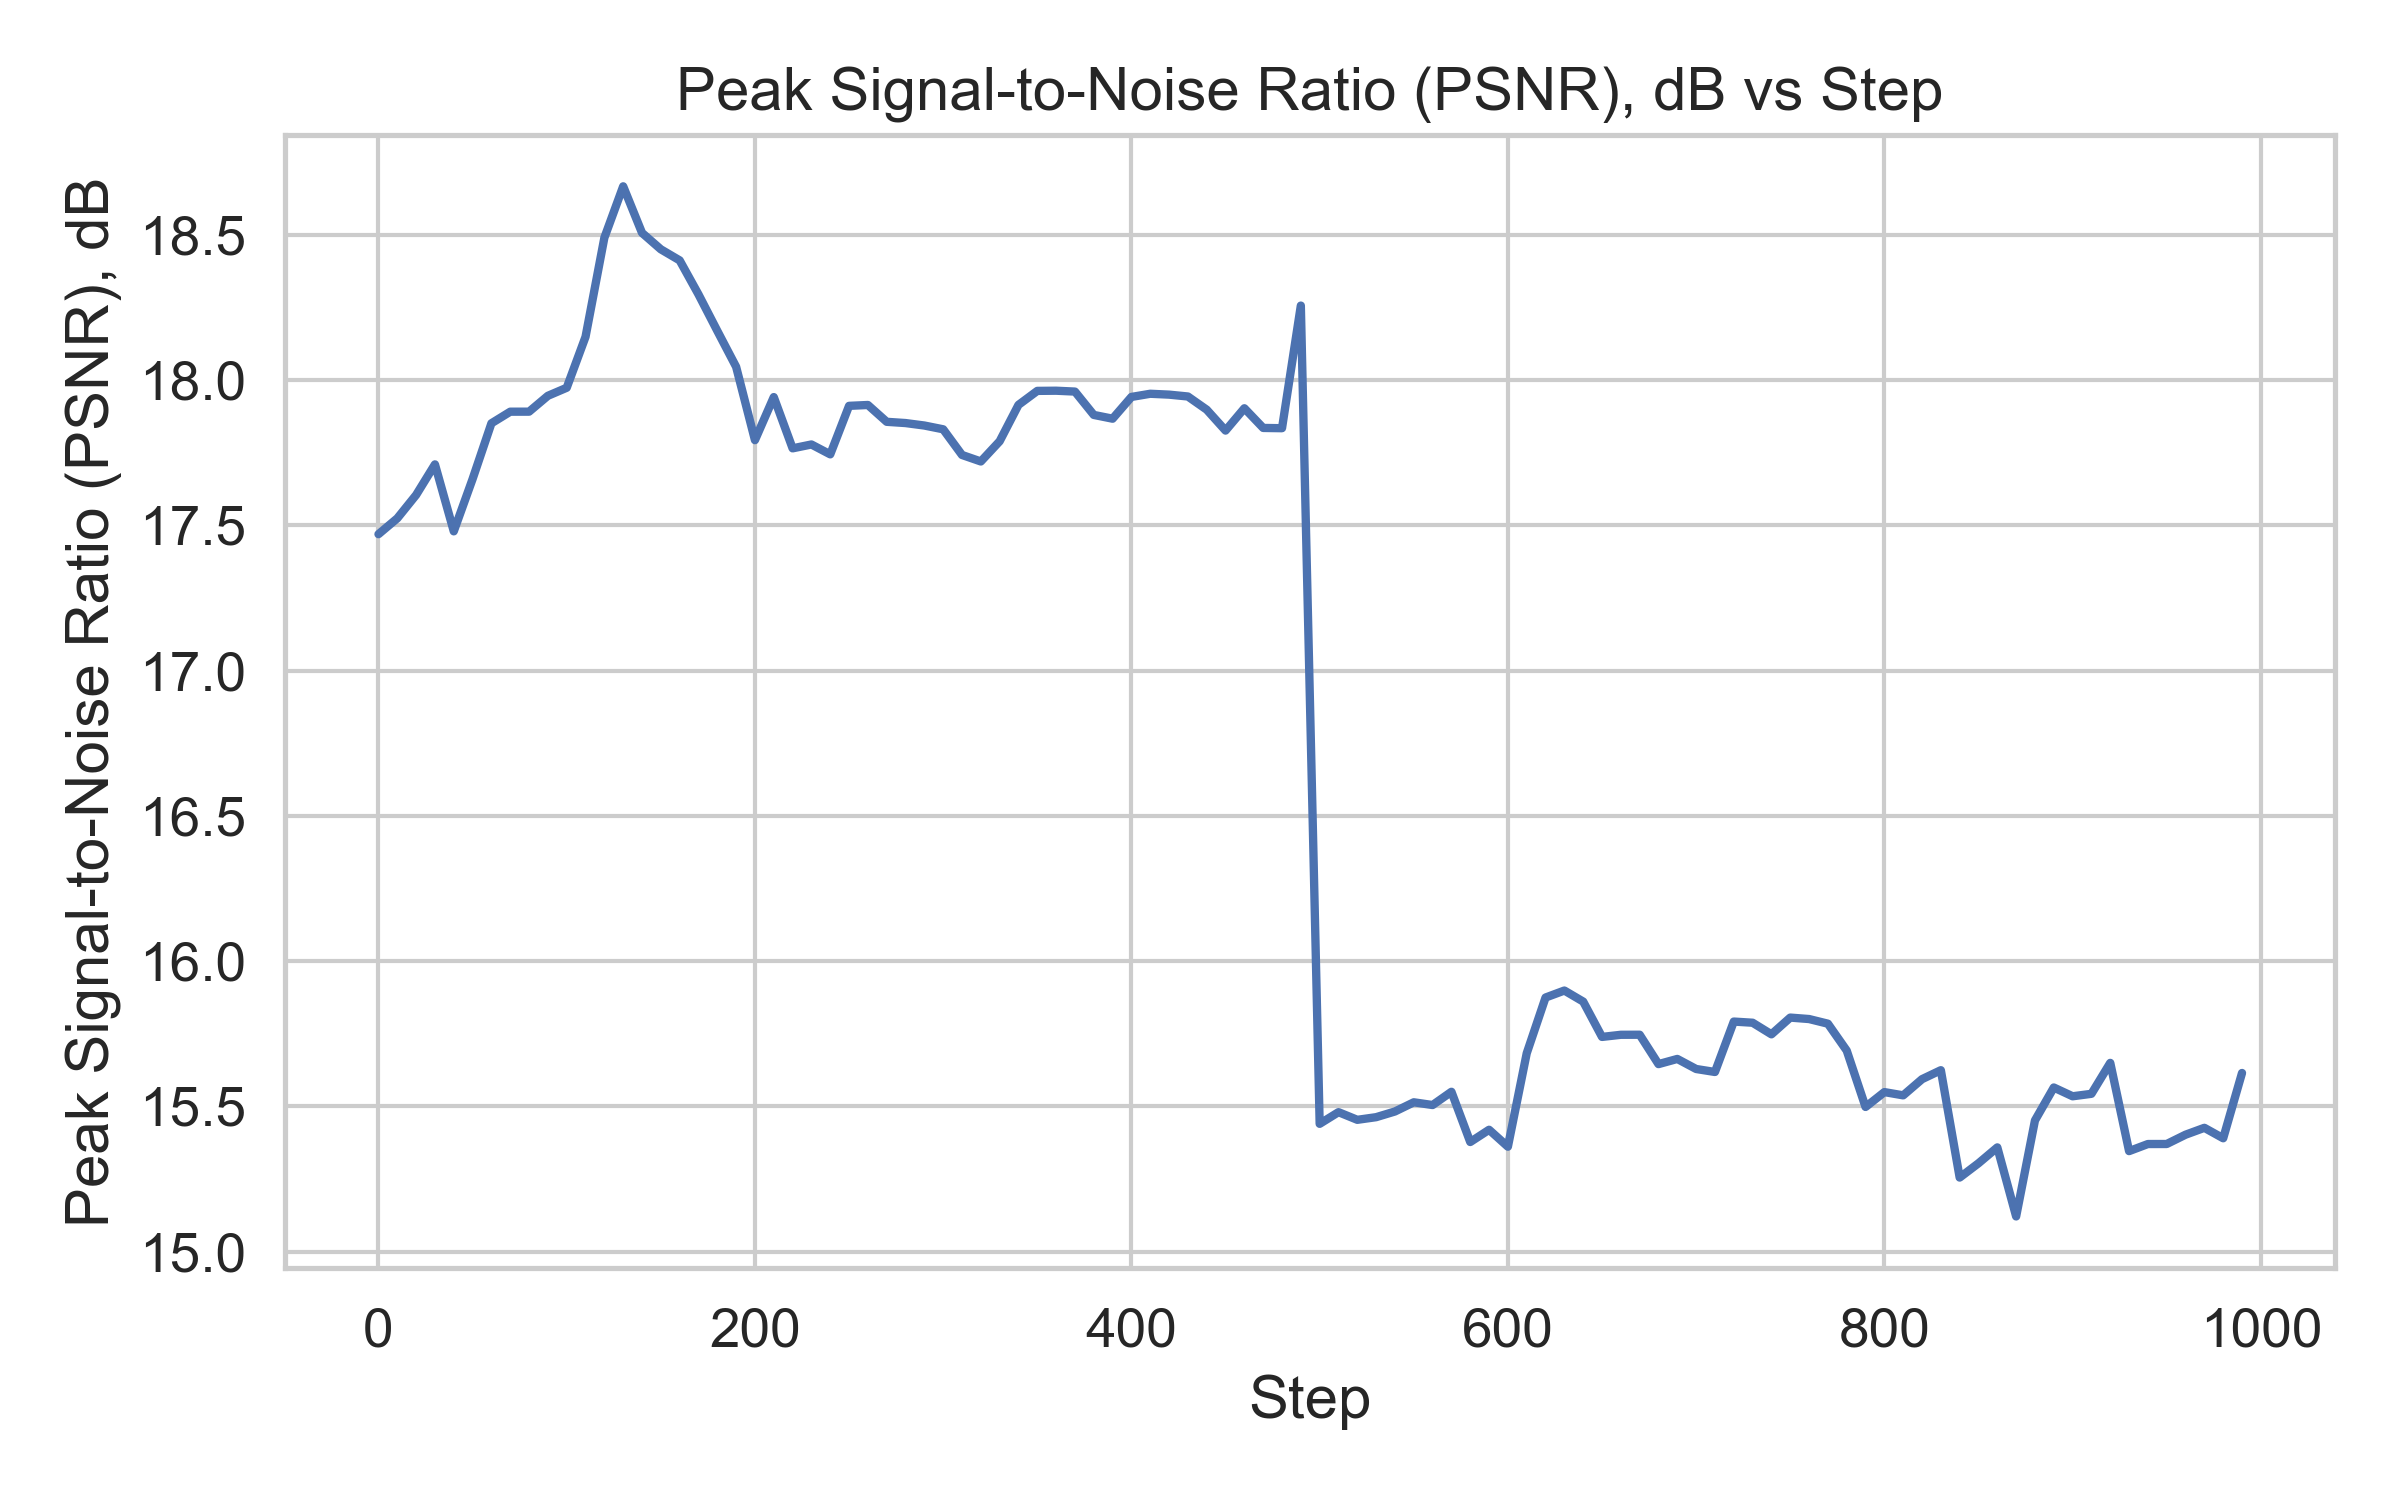 Peak Signal-to-Noise Ratio (PSNR), dB vs Step
Peak Signal-to-Noise Ratio (PSNR), dB
18.5
18.0
17.5
17.0
16.5
16.0
15.5
15.0
0 200 400 600 800 1000
Step